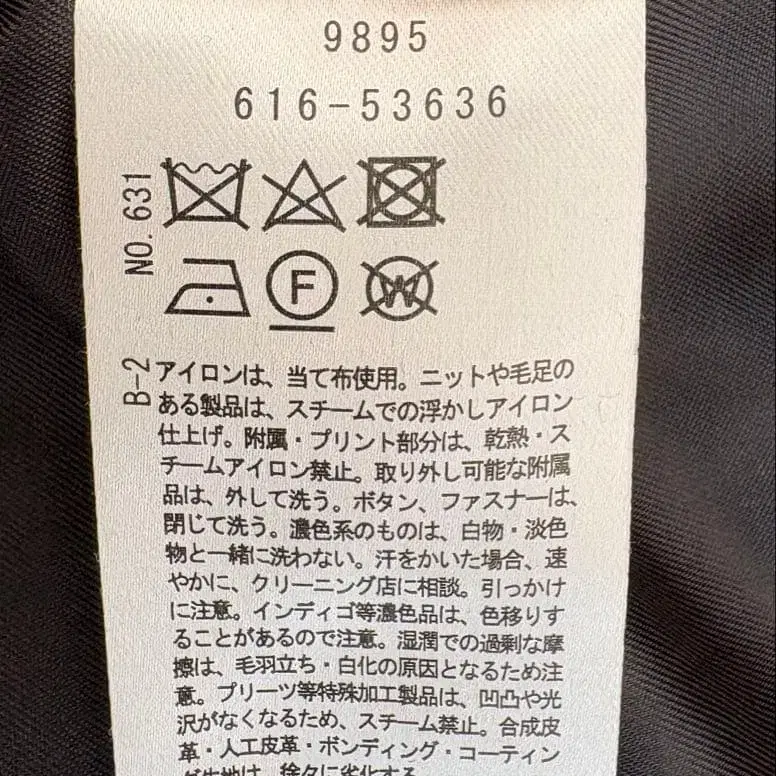 9895
616-53636
NO. 631
F
W
B-2
アイロンは、当て布使用。ニットや毛足の
ある製品は、スチームでの浮かしアイロン
仕上げ。附属・プリント部分は、乾熱・ス
チームアイロン禁止。取り外し可能な附属
品は、外して洗う。ボタン、ファスナーは、
閉じて洗う。濃色系のものは、白物・淡色
物と一緒に洗わない。汗をかいた場合、速
やかに、クリーニング店に相談。引っかけ
に注意。インディゴ等濃色品は、色移りす
ることがあるので注意。湿潤での過剰な摩
擦は、毛羽立ち・白化の原因となるため注
意。プリーツ等特殊加工製品は、凹凸や光
沢がなくなるため、スチーム禁止。合成皮
革・人工皮革・ボンディング・コーティン
グ生地は、徐々に劣化する